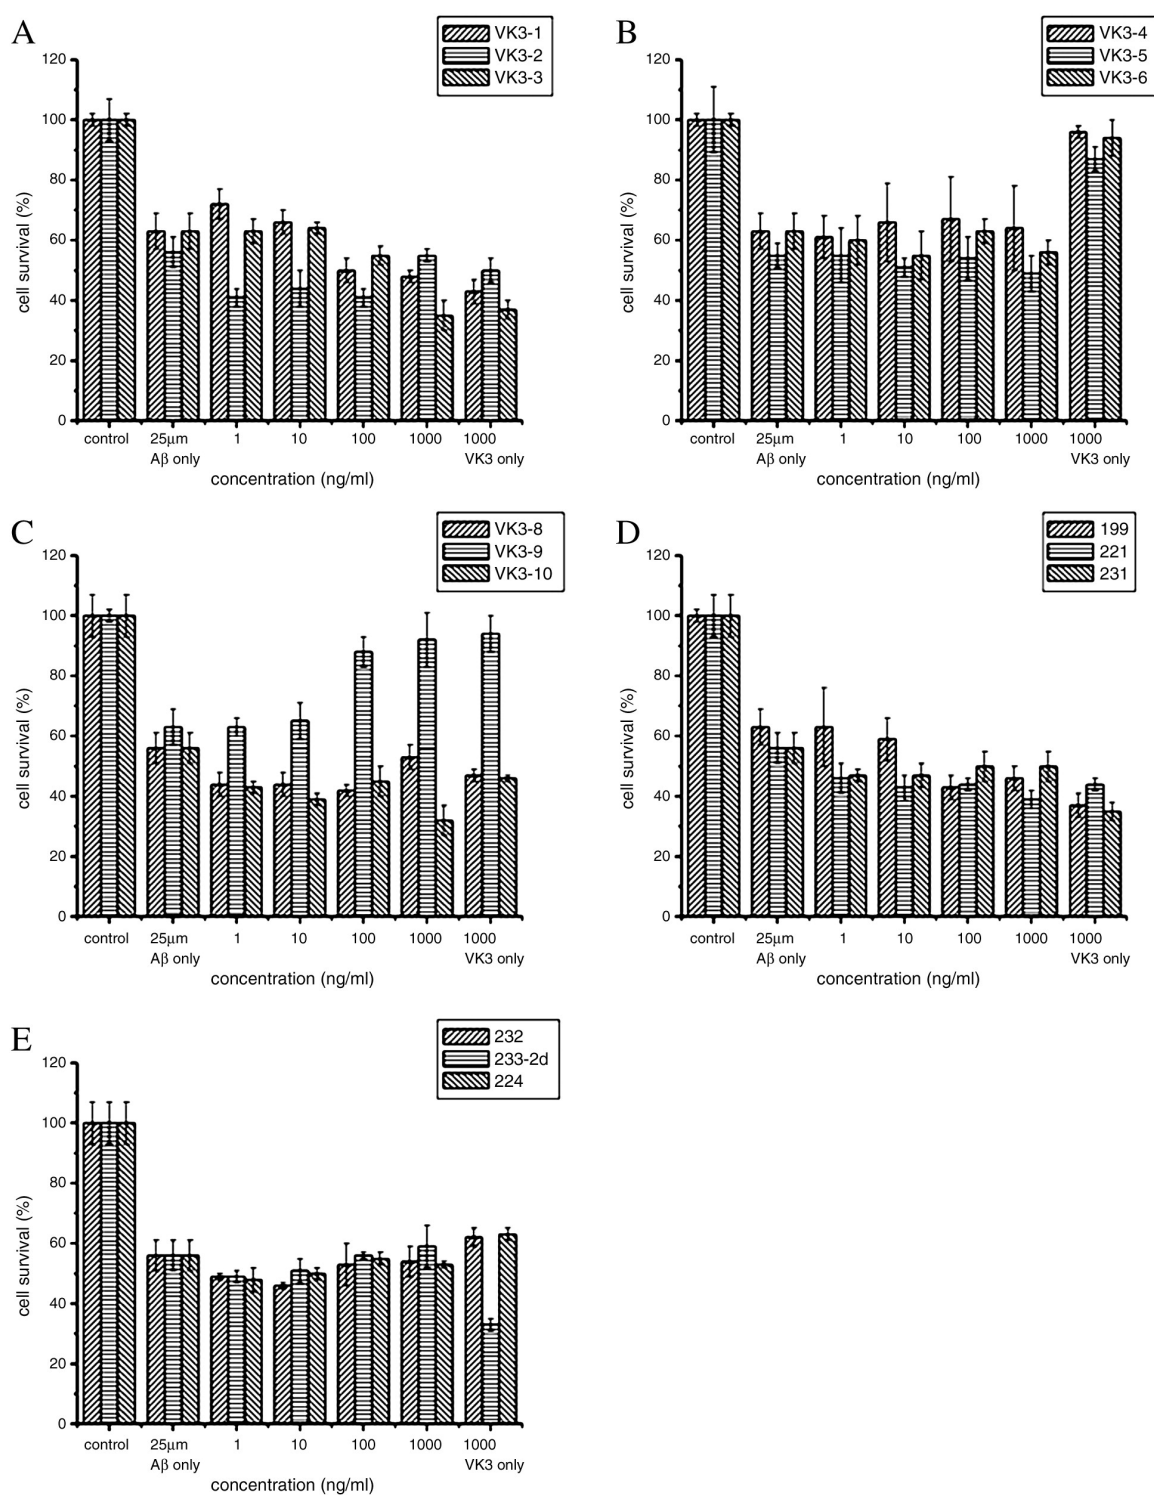 A
VK3-1
VK3-2
VK3-3
120
100
80
60
40
20
0
cell survival (%)
control 25μm 1 10 100 1000 1000
Aβ only VK3 only
concentration (ng/ml)
B
VK3-4
VK3-5
VK3-6
120
100
80
60
40
20
0
cell survival (%)
control 25μm 1 10 100 1000 1000
Aβ only VK3 only
concentration (ng/ml)
C
VK3-8
VK3-9
VK3-10
120
100
80
60
40
20
0
cell survival (%)
control 25μm 1 10 100 1000 1000
Aβ only VK3 only
concentration (ng/ml)
D
199
221
231
120
100
80
60
40
20
0
cell survival (%)
control 25μm 1 10 100 1000 1000
Aβ only VK3 only
concentration (ng/ml)
E
232
233-2d
224
120
100
80
60
40
20
0
cell survival (%)
control 25μm 1 10 100 1000 1000
Aβ only VK3 only
concentration (ng/ml)